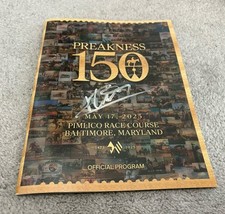 PREAKNESS
150
MAY 17, 2025
PIMLICO RACE COURSE
BALTIMORE, MARYLAND
OFFICIAL PROGRAM